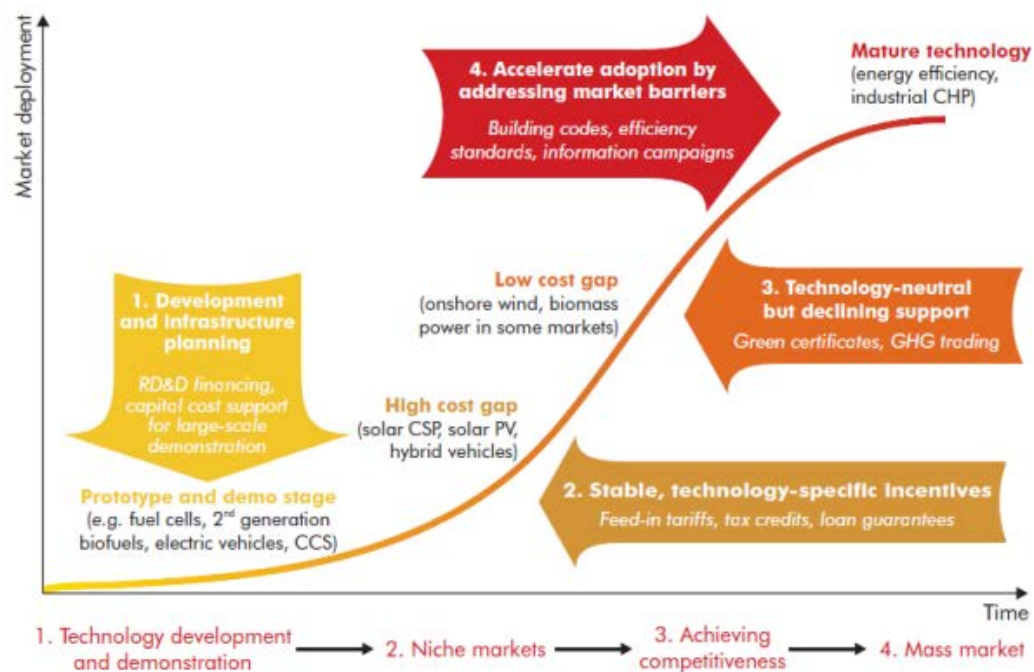 Market deployment
4. Accelerate adoption by
addressing market barriers
Building codes, efficiency
standards, information campaigns
Mature technology
(energy efficiency,
industrial CHP)
1. Development
and infrastructure
planning
RD&D financing,
capital cost support
for large-scale
demonstration
Low cost gap
(onshore wind, biomass
power in some markets)
3. Technology-neutral
but declining support
Green certificates, GHG trading
High cost gap
(solar CSP, solar PV,
hybrid vehicles)
Prototype and demo stage
(e.g. fuel cells, 2nd generation
biofuels, electric vehicles, CCS)
2. Stable, technology-specific incentives
Feed-in tariffs, tax credits, loan guarantees
Time
1. Technology development
and demonstration
2. Niche markets
3. Achieving
competitiveness
4. Mass market